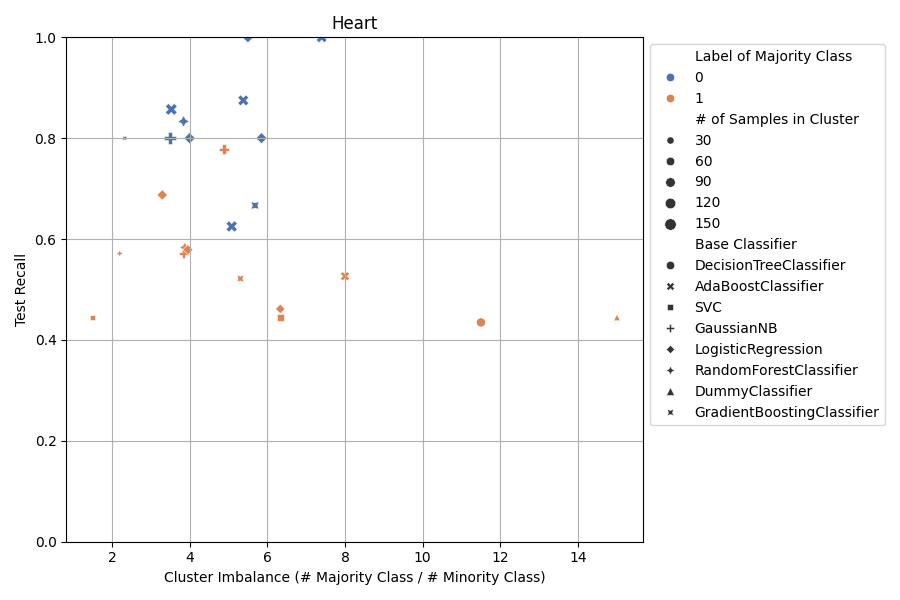 Heart
1.0
0.8
0.6
0.4
0.2
0.0
Test Recall
2 4 6 8 10 12 14
Cluster Imbalance (# Majority Class / # Minority Class)
Label of Majority Class
0
1
# of Samples in Cluster
30
60
90
120
150
Base Classifier
DecisionTreeClassifier
AdaBoostClassifier
SVC
GaussianNB
LogisticRegression
RandomForestClassifier
DummyClassifier
GradientBoostingClassifier